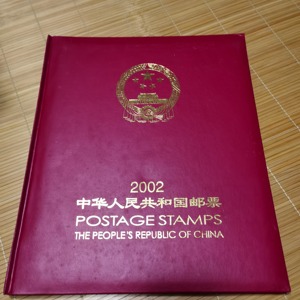 2002
中华人民共和国邮票
POSTAGE STAMPS
THE PEOPLE'S REPUBLIC OF CHINA